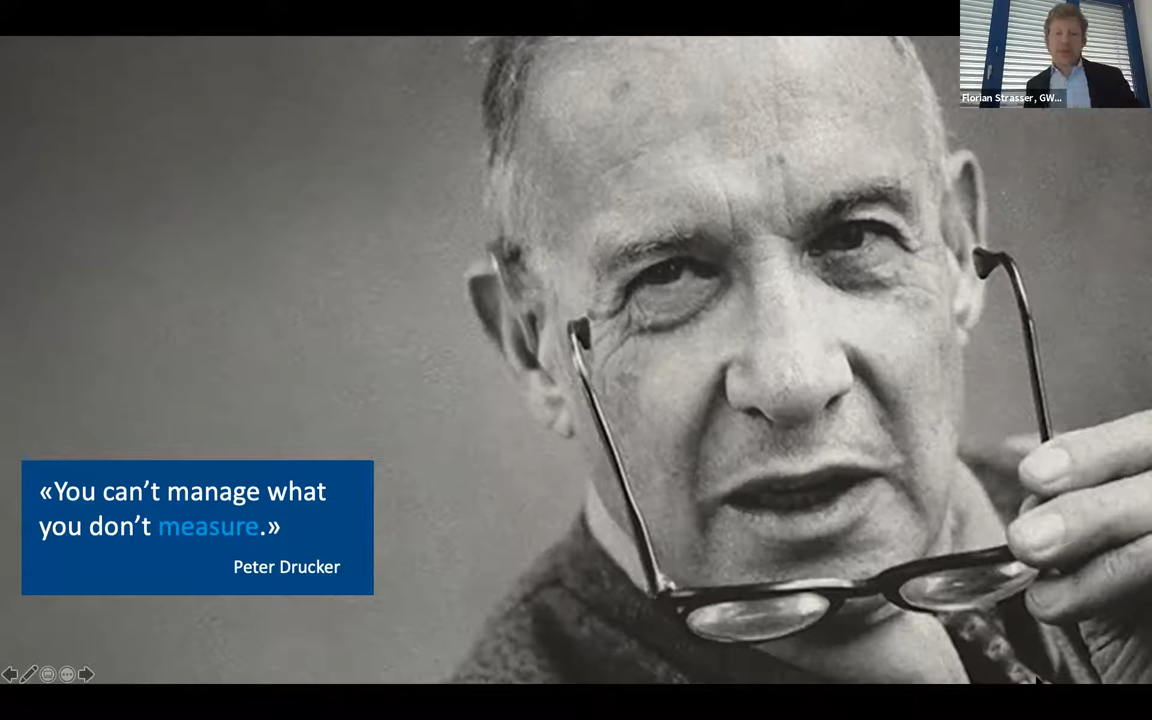 Florian Strasser, GW...
«You can’t manage what
you don’t measure.»
Peter Drucker